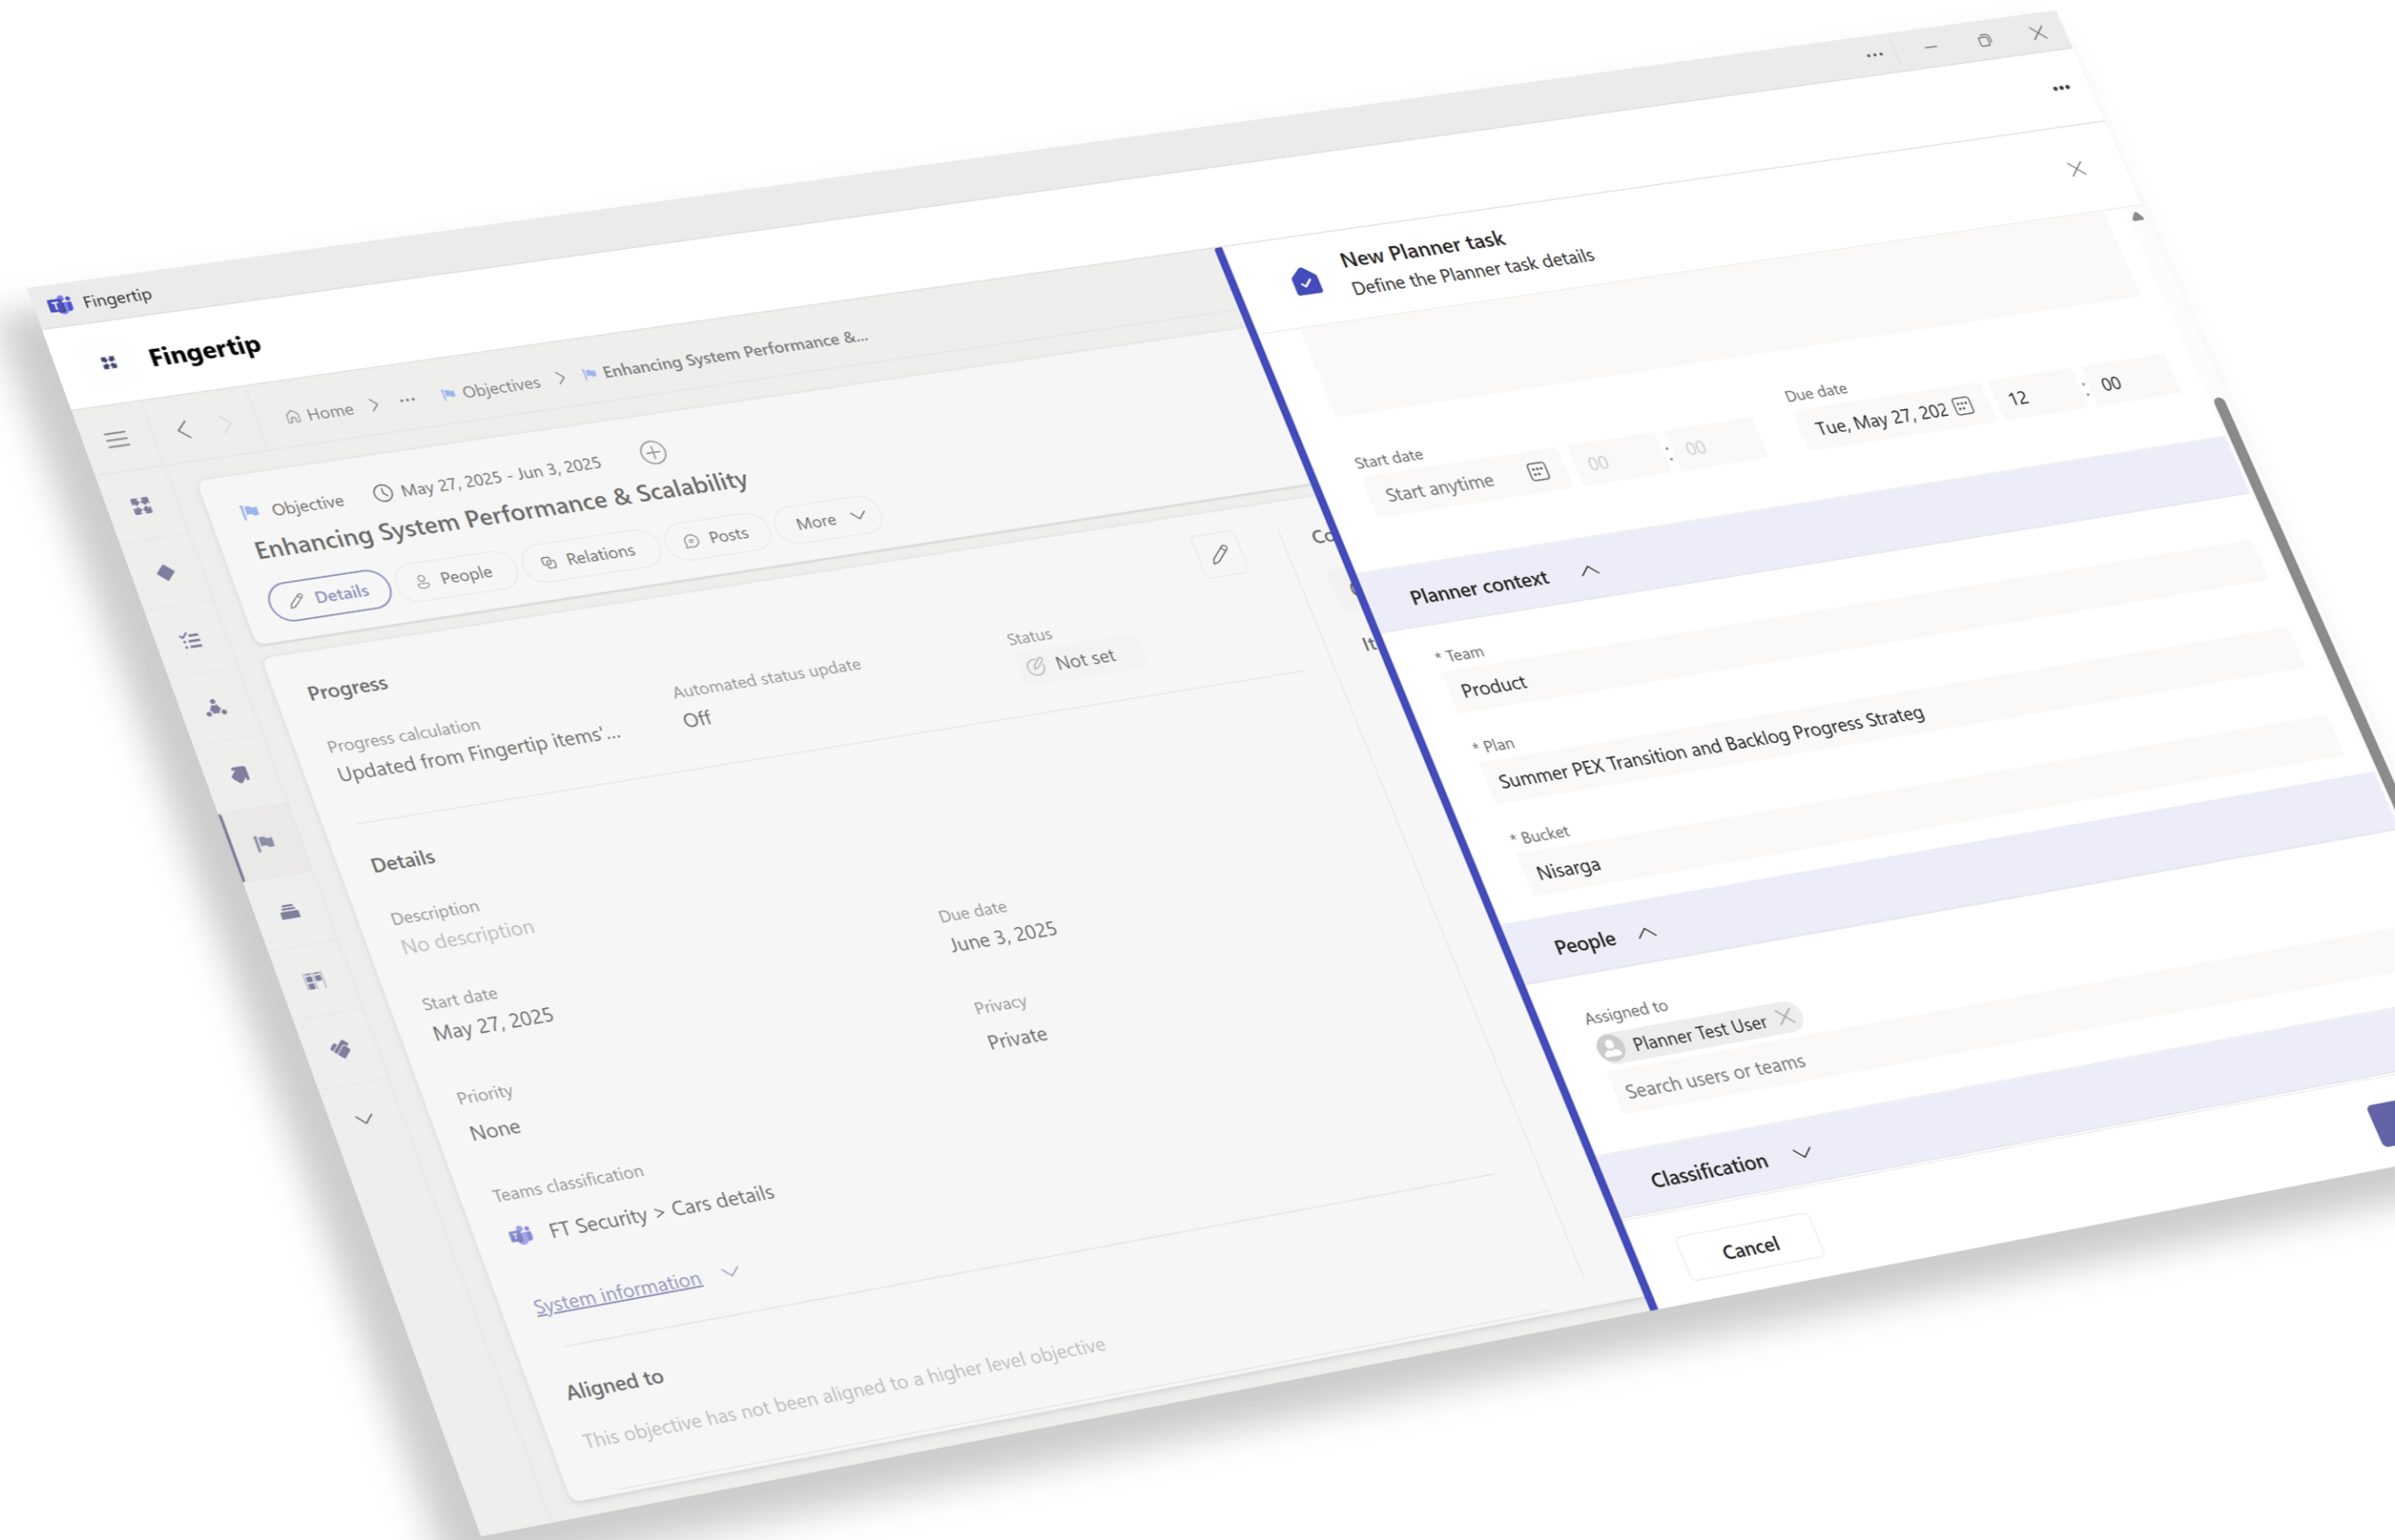 Fingertip
Fingertip
Home
Objectives
Enhancing System Performance &...
Objective
May 27, 2025 - Jun 3, 2025
Enhancing System Performance & Scalability
Details
People
Relations
Posts
More
Progress
Progress calculation
Updated from Fingertip items' ...
Automated status update
Off
Status
Not set
Details
Description
No description
Start date
May 27, 2025
Due date
June 3, 2025
Priority
None
Privacy
Private
Teams classification
FT Security > Cars details
System information
Aligned to
This objective has not been aligned to a higher level objective
Co
It
New Planner task
Define the Planner task details
Start date
Start anytime
00 : 00
Due date
Tue, May 27, 202
12 : 00
Planner context
* Team
Product
* Plan
Summer PEX Transition and Backlog Progress Strateg
* Bucket
Nisarga
People
Assigned to
Planner Test User
Search users or teams
Classification
Cancel